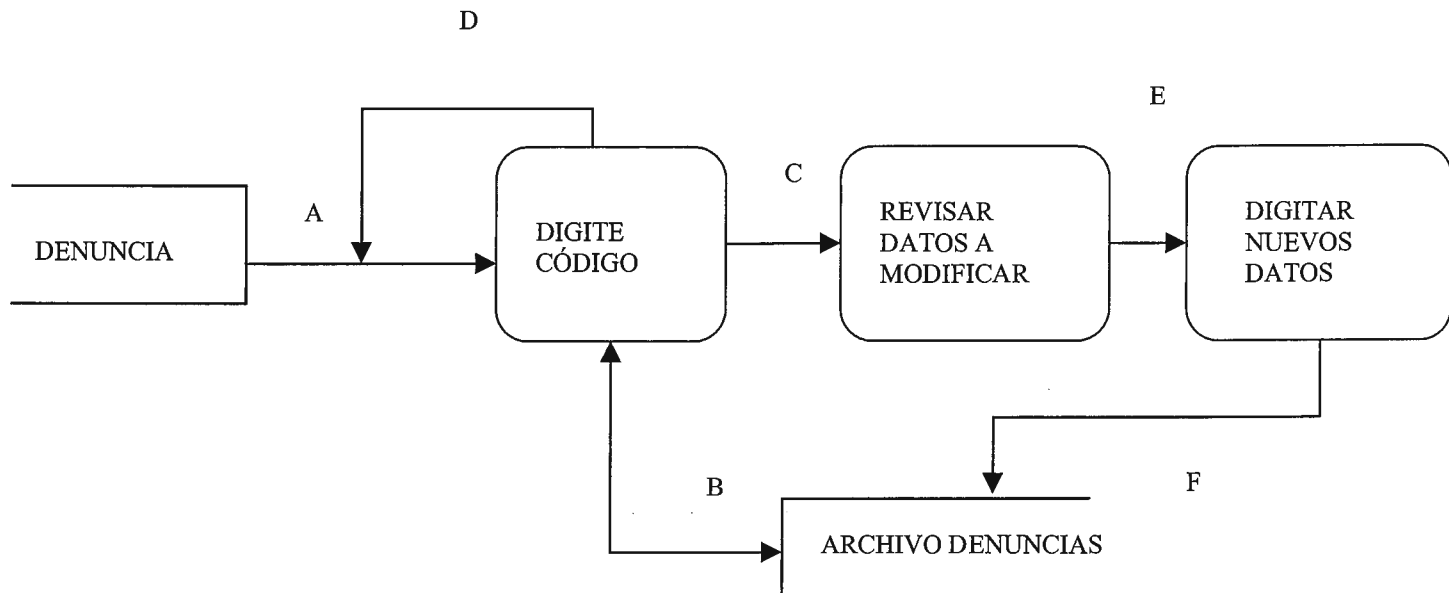 D
E
A
C
DENUNCIA
DIGITE
CÓDIGO
REVISAR
DATOS A
MODIFICAR
DIGITAR
NUEVOS
DATOS
B
F
ARCHIVO DENUNCIAS